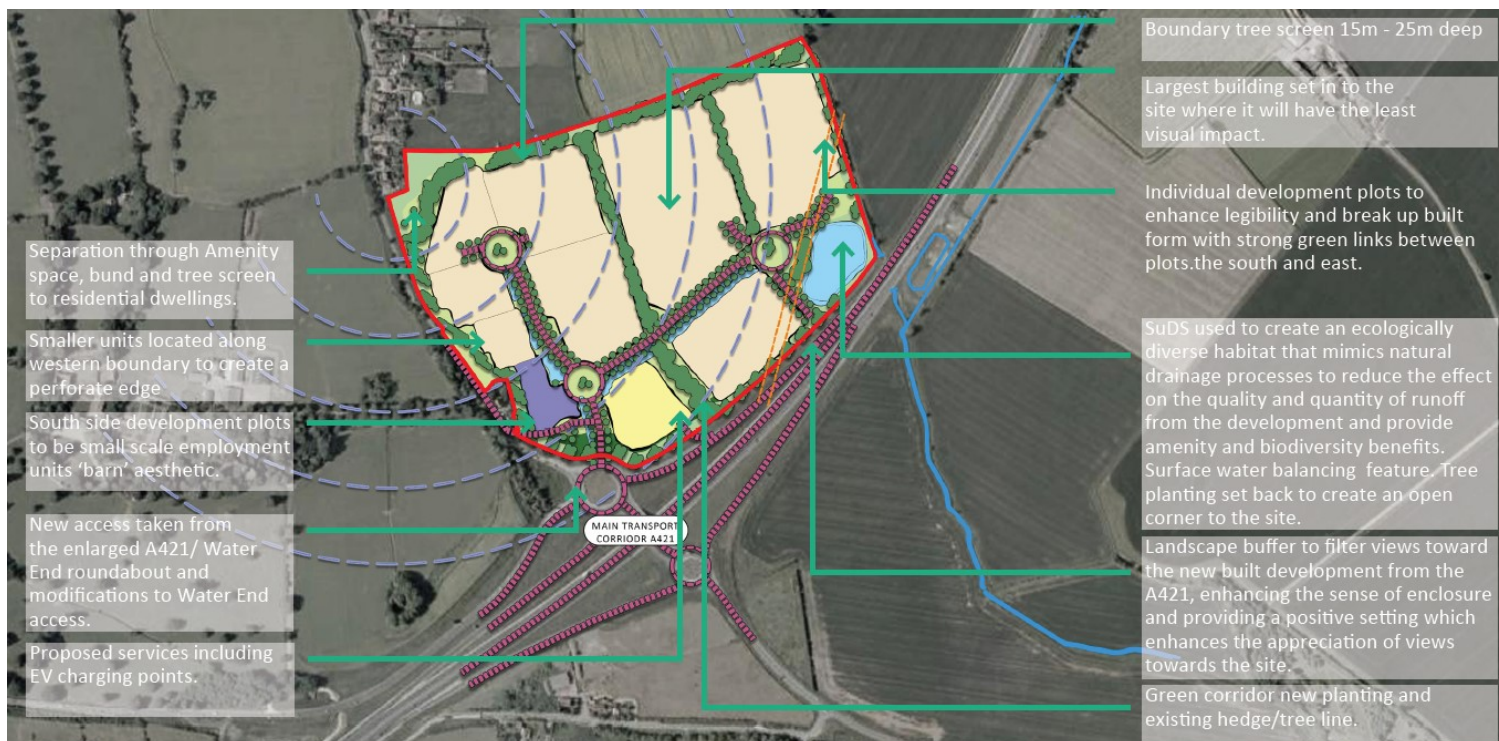 Boundary tree screen 15m - 25m deep
Largest building set in to the
site where it will have the least
visual impact.
Individual development plots to
enhance legibility and break up built
form with strong green links between
plots.the south and east.
SuDS used to create an ecologically
diverse habitat that mimics natural
drainage processes to reduce the effect
on the quality and quantity of runoff
from the development and provide
amenity and biodiversity benefits.
Surface water balancing feature. Tree
planting set back to create an open
corner to the site.
Landscape buffer to filter views toward
the new built development from the
A421, enhancing the sense of enclosure
and providing a positive setting which
enhances the appreciation of views
towards the site.
Green corridor new planting and
existing hedge/tree line.
Separation through Amenity
space, bund and tree screen
to residential dwellings.
Smaller units located along
western boundary to create a
perforate edge
South side development plots
to be small scale employment
units ‘barn’ aesthetic.
New access taken from
the enlarged A421/ Water
End roundabout and
modifications to Water End
access.
Proposed services including
EV charging points.
MAIN TRANSPORT
CORRIODR A421